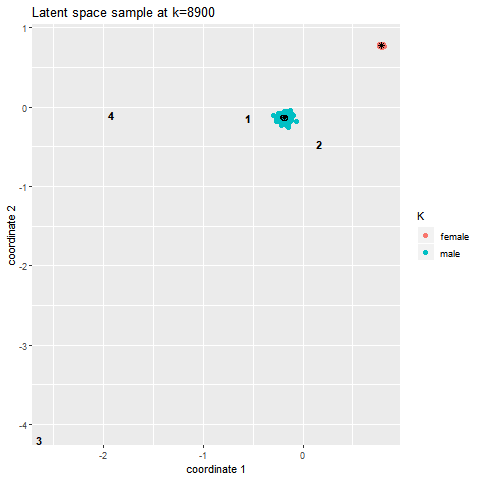 Latent space sample at k=8900
1
0
-1
-2
-3
-4
coordinate 2
4
1
2
3
-2
-1
0
coordinate 1
K
female
male